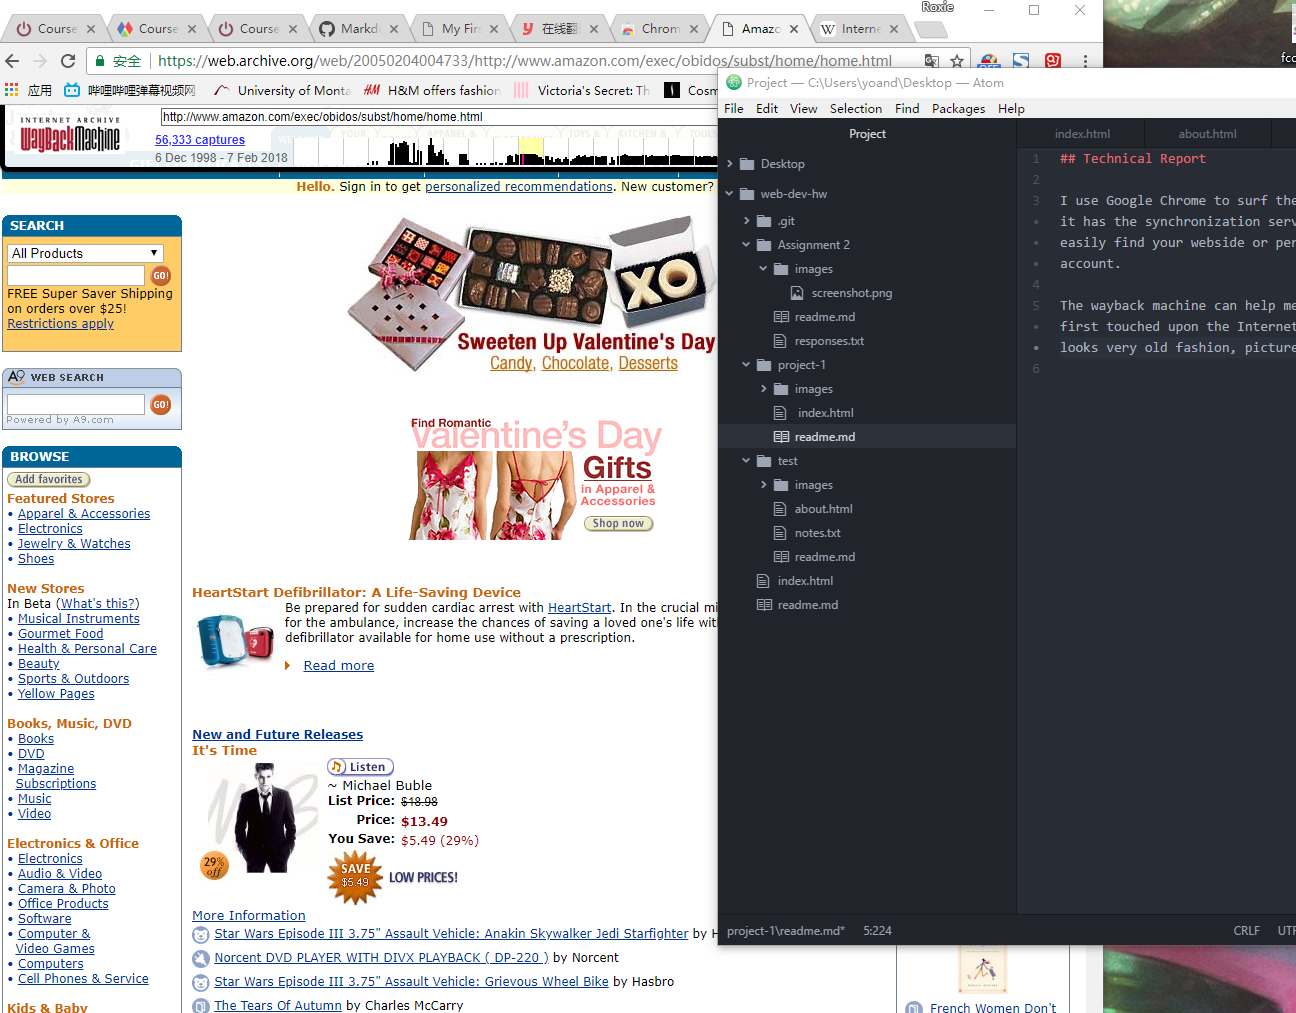 Roxie
Course
Course
Course
Markd
My Fir
在线翻
Chrom
Amazo
Intern
安全
https://web.archive.org/web/20050204004733/http://www.amazon.com/exec/obidos/subst/home/home.html
应用
哔哩哔哩弹幕视频网
University of Monta
H&M offers fashion
Victoria's Secret: Th
Cosm
INTERNET ARCHIVE
WayBackMachine
http://www.amazon.com/exec/obidos/subst/home/home.html
56,333 captures
6 Dec 1998 - 7 Feb 2018
Hello. Sign in to get personalized recommendations. New customer?
SEARCH
All Products
GO!
FREE Super Saver Shipping
on orders over $25!
Restrictions apply
A9 WEB SEARCH
GO!
Powered by A9.com
BROWSE
Add favorites
Featured Stores
• Apparel & Accessories
• Electronics
• Jewelry & Watches
• Shoes
New Stores
In Beta (What's this?)
• Musical Instruments
• Gourmet Food
• Health & Personal Care
• Beauty
• Sports & Outdoors
• Yellow Pages
Books, Music, DVD
• Books
• DVD
• Magazine
Subscriptions
• Music
• Video
Electronics & Office
• Electronics
• Audio & Video
• Camera & Photo
• Office Products
• Software
• Computer &
Video Games
• Computers
• Cell Phones & Service
Kids & Baby
XO
Sweeten Up Valentine's Day
Candy, Chocolate, Desserts
Find Romantic
Valentine's Day
Gifts
in Apparel &
Accessories
Shop now
HeartStart Defibrillator: A Life-Saving Device
Be prepared for sudden cardiac arrest with HeartStart. In the crucial mi
for the ambulance, increase the chances of saving a loved one's life wit
defibrillator available for home use without a prescription.
Read more
New and Future Releases
It's Time
Listen
~ Michael Buble
List Price: $18.98
Price: $13.49
You Save: $5.49 (29%)
29% off
SAVE $5.49 LOW PRICES!
More Information
Star Wars Episode III 3.75" Assault Vehicle: Anakin Skywalker Jedi Starfighter by H
Norcent DVD PLAYER WITH DIVX PLAYBACK ( DP-220 ) by Norcent
Star Wars Episode III 3.75" Assault Vehicle: Grievous Wheel Bike by Hasbro
The Tears Of Autumn by Charles McCarry
French Women Don't
Project — C:\Users\yoand\Desktop — Atom
File Edit View Selection Find Packages Help
Project
Desktop
web-dev-hw
.git
Assignment 2
images
screenshot.png
readme.md
responses.txt
project-1
images
index.html
readme.md
test
images
about.html
notes.txt
readme.md
index.html
readme.md
index.html
about.html
1 ## Technical Report
2
3 I use Google Chrome to surf the
• it has the synchronization serv
• easily find your webside or per
• account.
4
5 The wayback machine can help me
• first touched upon the Internet
• looks very old fashion, picture
6
project-1\readme.md* 5:224
CRLF UTF
fcc